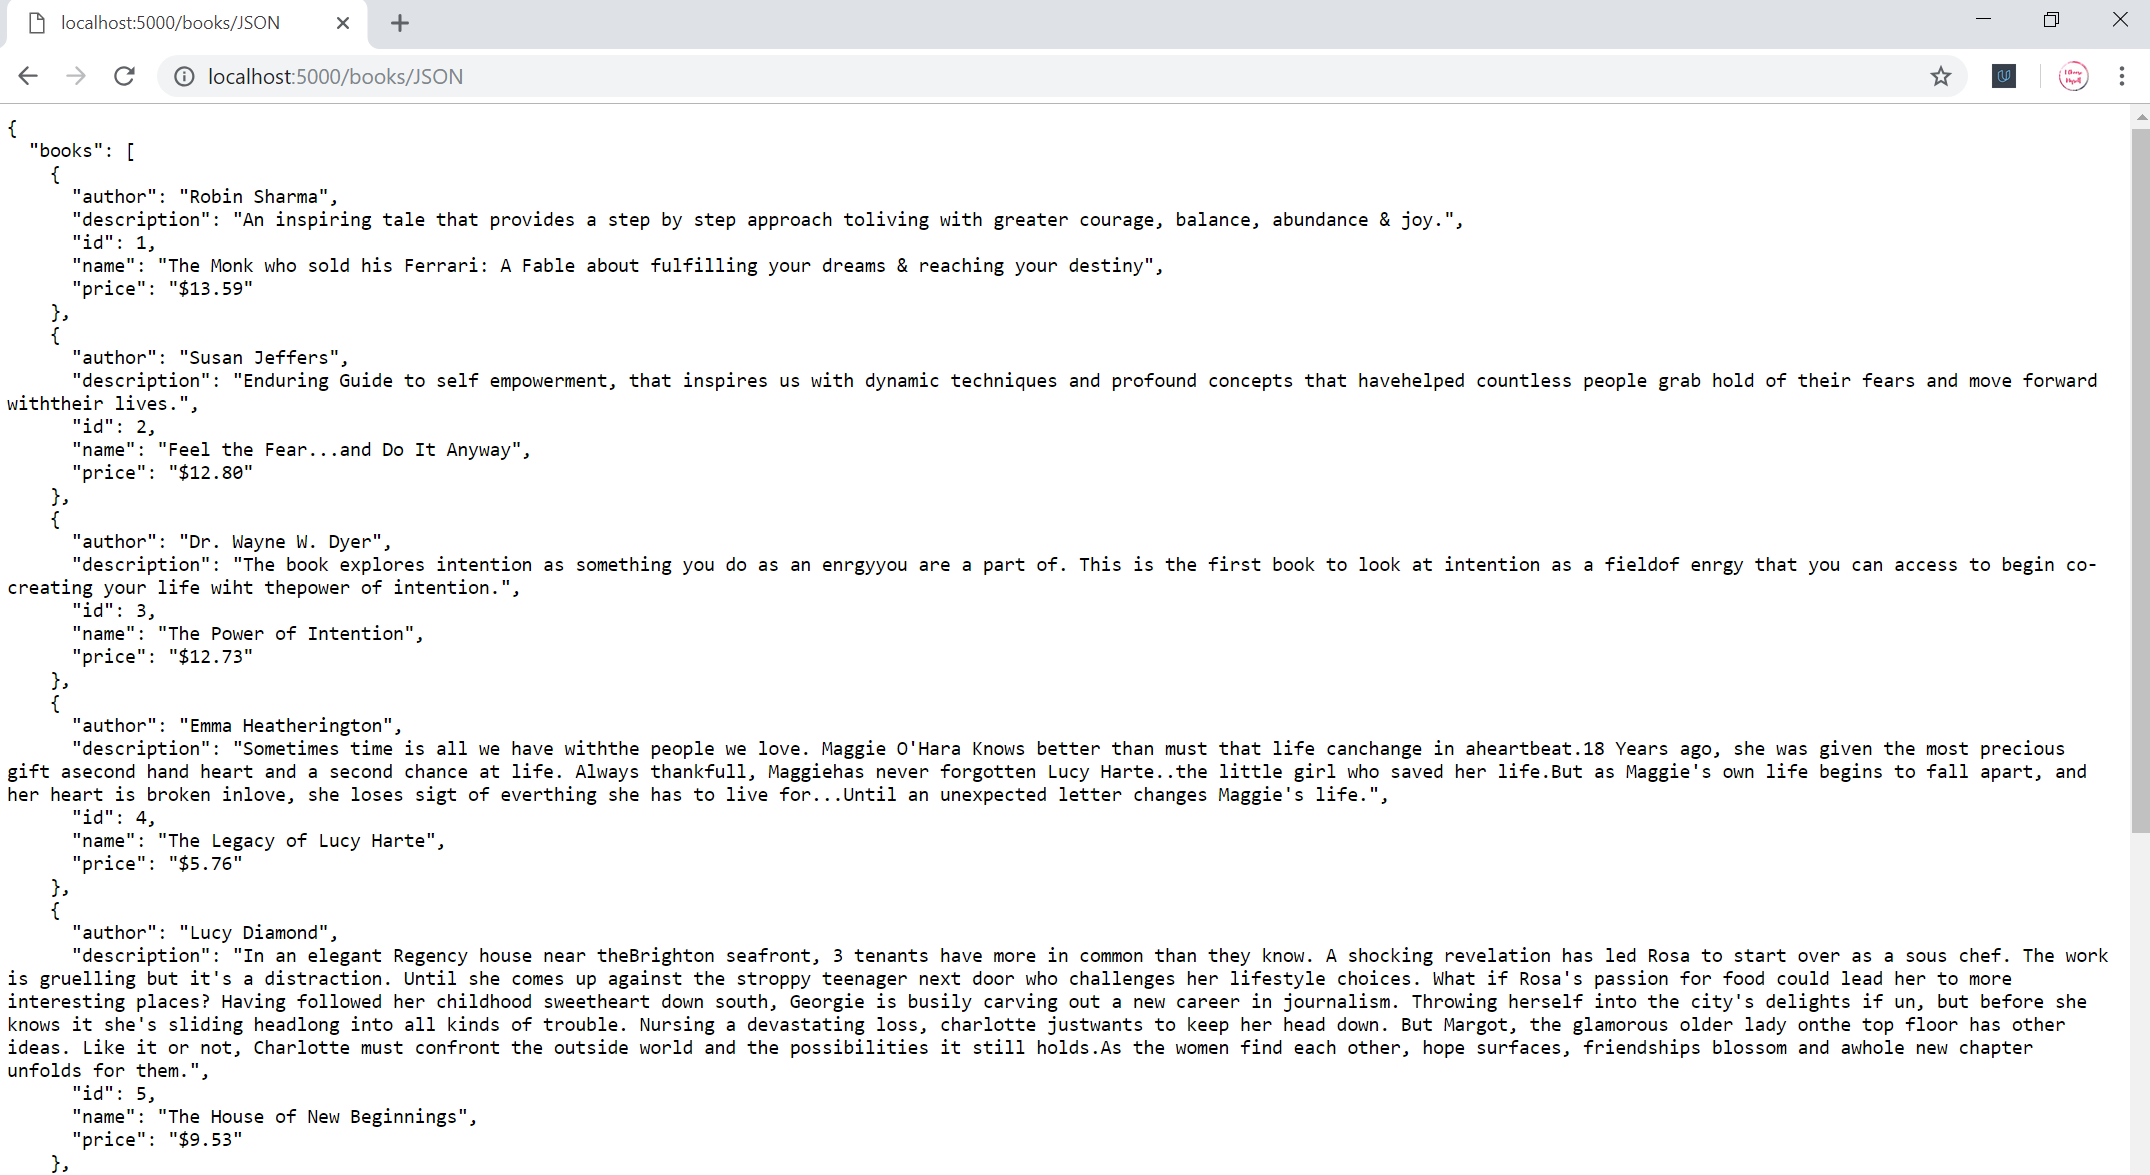 localhost:5000/books/JSON
localhost:5000/books/JSON
{
  "books": [
    {
      "author": "Robin Sharma",
      "description": "An inspiring tale that provides a step by step approach toliving with greater courage, balance, abundance & joy.",
      "id": 1,
      "name": "The Monk who sold his Ferrari: A Fable about fulfilling your dreams & reaching your destiny",
      "price": "$13.59"
    },
    {
      "author": "Susan Jeffers",
      "description": "Enduring Guide to self empowerment, that inspires us with dynamic techniques and profound concepts that havehelped countless people grab hold of their fears and move forward
withtheir lives.",
      "id": 2,
      "name": "Feel the Fear...and Do It Anyway",
      "price": "$12.80"
    },
    {
      "author": "Dr. Wayne W. Dyer",
      "description": "The book explores intention as something you do as an enrgyyou are a part of. This is the first book to look at intention as a fieldof enrgy that you can access to begin co-
creating your life wiht thepower of intention.",
      "id": 3,
      "name": "The Power of Intention",
      "price": "$12.73"
    },
    {
      "author": "Emma Heatherington",
      "description": "Sometimes time is all we have withthe people we love. Maggie O'Hara Knows better than must that life canchange in aheartbeat.18 Years ago, she was given the most precious
gift asecond hand heart and a second chance at life. Always thankfull, Maggiehas never forgotten Lucy Harte..the little girl who saved her life.But as Maggie's own life begins to fall apart, and
her heart is broken inlove, she loses sigt of everthing she has to live for...Until an unexpected letter changes Maggie's life.",
      "id": 4,
      "name": "The Legacy of Lucy Harte",
      "price": "$5.76"
    },
    {
      "author": "Lucy Diamond",
      "description": "In an elegant Regency house near theBrighton seafront, 3 tenants have more in common than they know. A shocking revelation has led Rosa to start over as a sous chef. The work
is gruelling but it's a distraction. Until she comes up against the stroppy teenager next door who challenges her lifestyle choices. What if Rosa's passion for food could lead her to more
interesting places? Having followed her childhood sweetheart down south, Georgie is busily carving out a new career in journalism. Throwing herself into the city's delights if un, but before she
knows it she's sliding headlong into all kinds of trouble. Nursing a devastating loss, charlotte justwants to keep her head down. But Margot, the glamorous older lady onthe top floor has other
ideas. Like it or not, Charlotte must confront the outside world and the possibilities it still holds.As the women find each other, hope surfaces, friendships blossom and awhole new chapter
unfolds for them.",
      "id": 5,
      "name": "The House of New Beginnings",
      "price": "$9.53"
    },